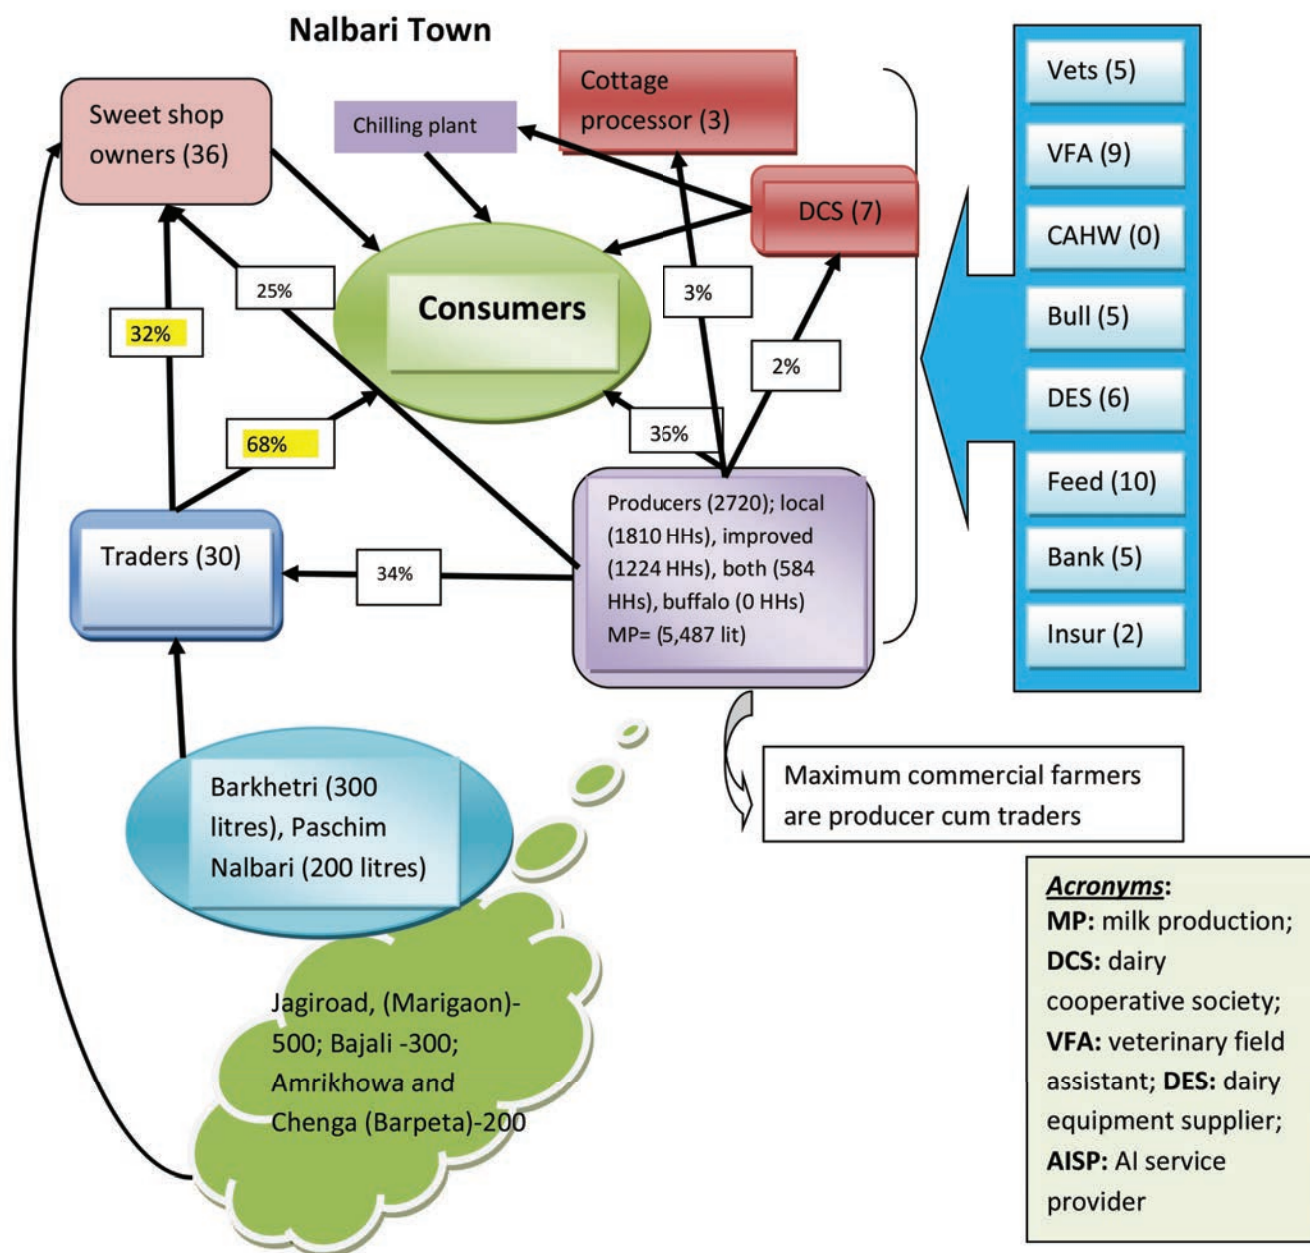 Nalbari Town
Sweet shop
owners (36)
Chilling plant
Cottage
processor (3)
DCS (7)
Consumers
25%
3%
32%
2%
68%
36%
Traders (30)
34%
Producers (2720); local
(1810 HHs), improved
(1224 HHs), both (584
HHs), buffalo (0 HHs)
MP= (5,487 lit)
Barkhetri (300
litres), Paschim
Nalbari (200 litres)
Maximum commercial farmers
are producer cum traders
Jagiroad, (Marigaon)-
500; Bajali -300;
Amrikhowa and
Chenga (Barpeta)-200
Vets (5)
VFA (9)
CAHW (0)
Bull (5)
DES (6)
Feed (10)
Bank (5)
Insur (2)
Acronyms:
MP: milk production;
DCS: dairy
cooperative society;
VFA: veterinary field
assistant; DES: dairy
equipment supplier;
AISP: AI service
provider